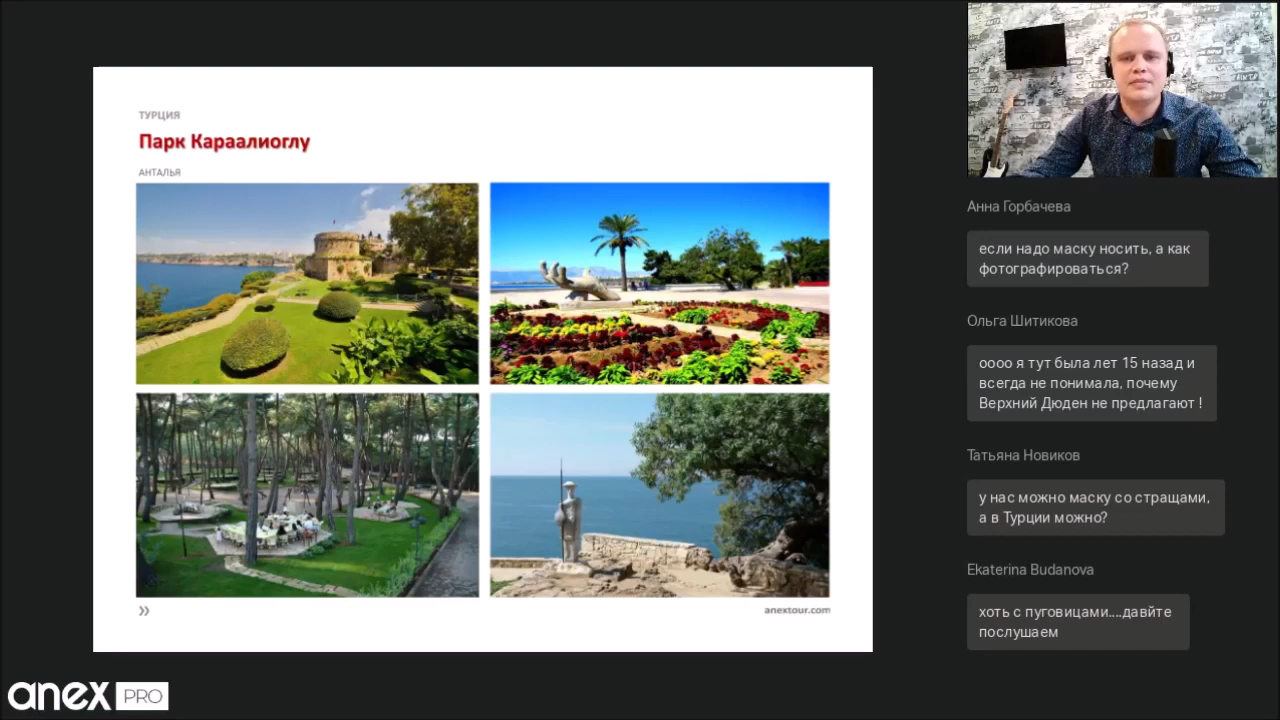 ТУРЦИЯ
Парк Караалиоглу
АНТАЛЬЯ
anextour.com
anex PRO
Анна Горбачева
если надо маску носить, а как
фотографироваться?
Ольга Шитикова
оооо я тут была лет 15 назад и
всегда не понимала, почему
Верхний Дюден не предлагают !
Татьяна Новиков
у нас можно маску со стращами,
а в Турции можно?
Ekaterina Budanova
хоть с пуговицами....давйте
послушаем